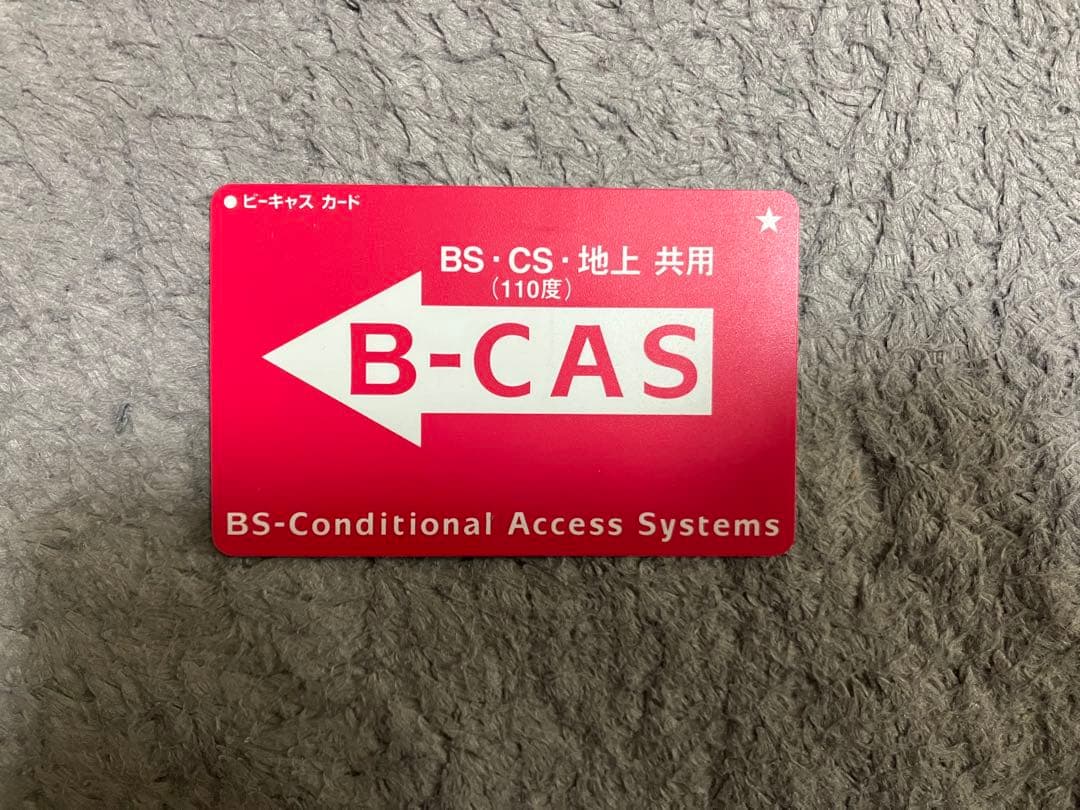 ●ビーキャス カード
★
BS・CS・地上 共用
(110度)
B-CAS
BS-Conditional Access Systems